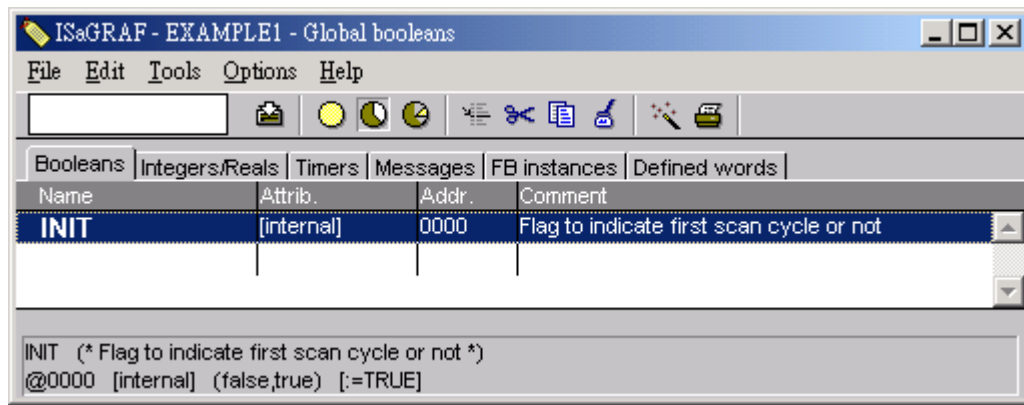 ISaGRAF - EXAMPLE1 - Global booleans
File Edit Tools Options Help
Booleans Integers/Reals Timers Messages FB instances Defined words
Name Attrib. Addr. Comment
INIT [internal] 0000 Flag to indicate first scan cycle or not
INIT (* Flag to indicate first scan cycle or not *)
@0000 [internal] (false,true) [:=TRUE]